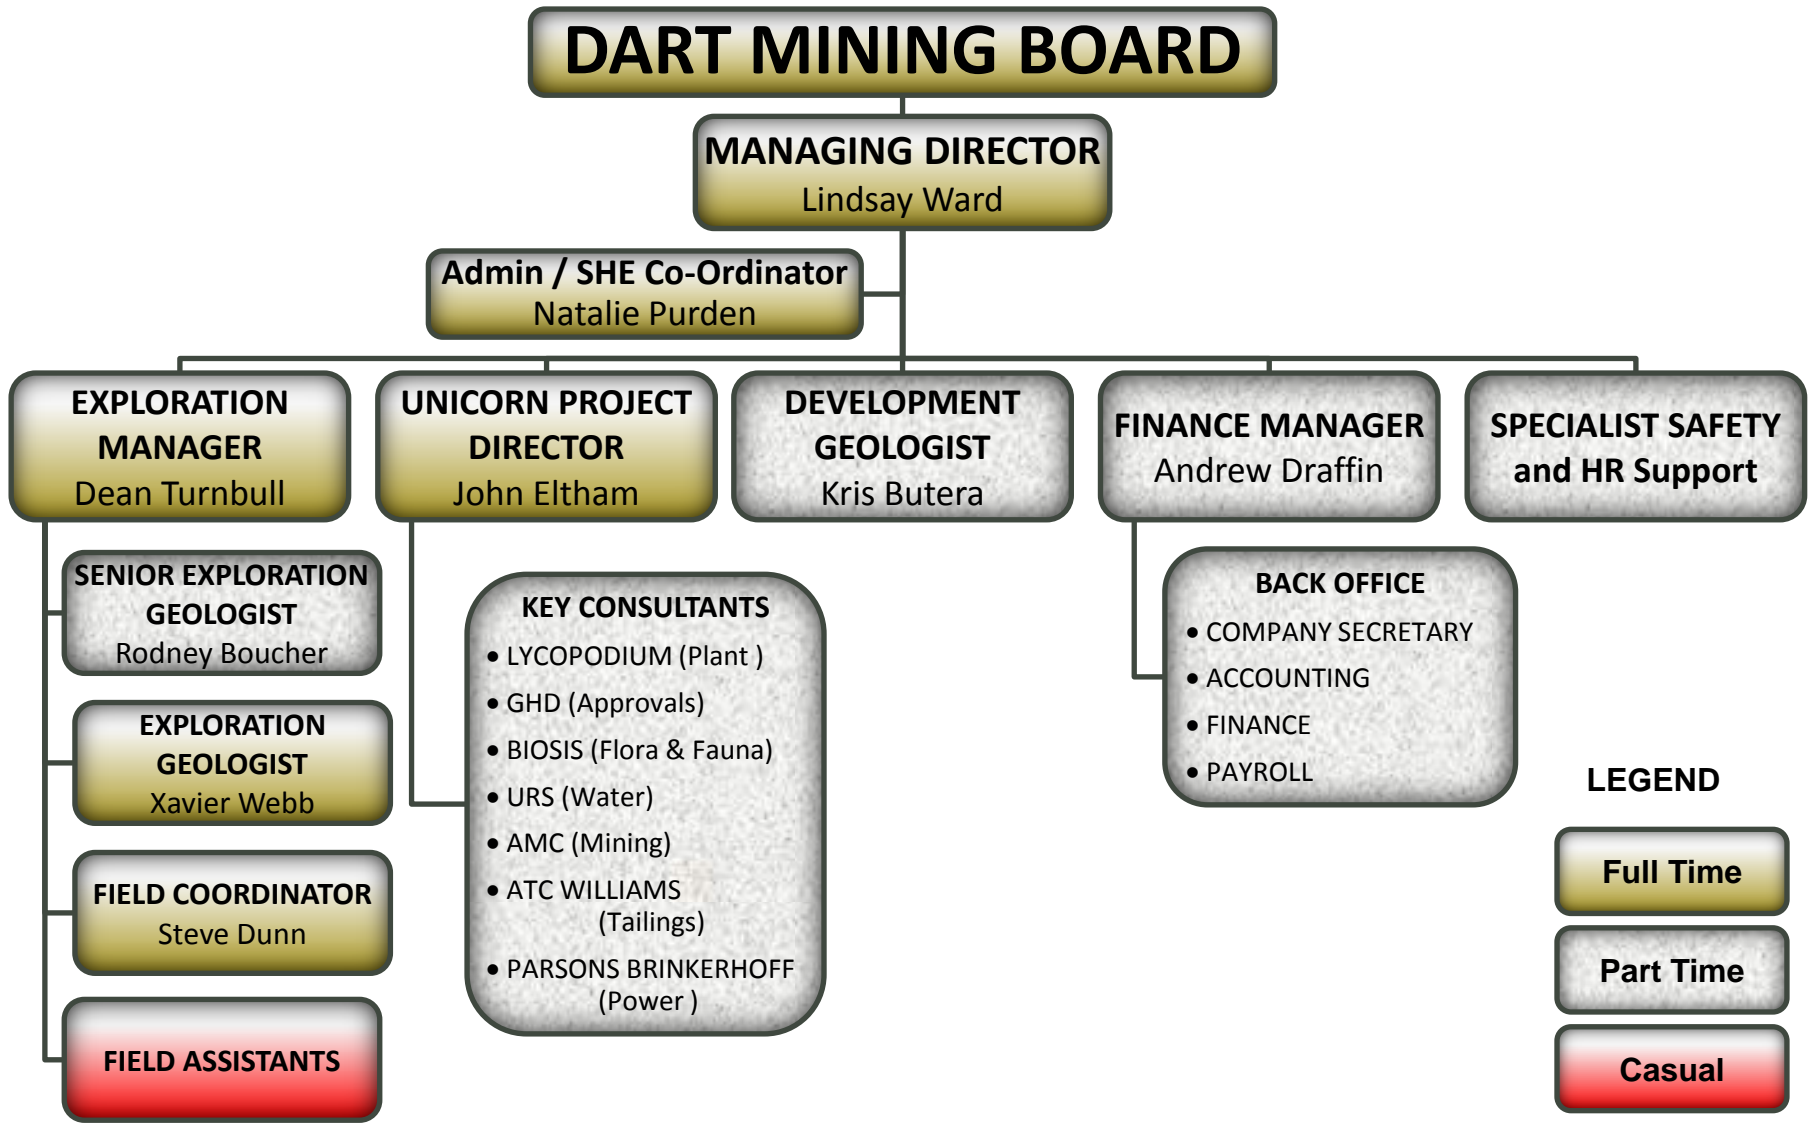 DART MINING BOARD
MANAGING DIRECTOR
Lindsay Ward
Admin / SHE Co-Ordinator
Natalie Purden
EXPLORATION
MANAGER
Dean Turnbull
UNICORN PROJECT
DIRECTOR
John Eltham
DEVELOPMENT
GEOLOGIST
Kris Butera
FINANCE MANAGER
Andrew Draffin
SPECIALIST SAFETY
and HR Support
SENIOR EXPLORATION
GEOLOGIST
Rodney Boucher
EXPLORATION
GEOLOGIST
Xavier Webb
FIELD COORDINATOR
Steve Dunn
FIELD ASSISTANTS
KEY CONSULTANTS
• LYCOPODIUM (Plant )
• GHD (Approvals)
• BIOSIS (Flora & Fauna)
• URS (Water)
• AMC (Mining)
• ATC WILLIAMS
(Tailings)
• PARSONS BRINKERHOFF
(Power )
BACK OFFICE
• COMPANY SECRETARY
• ACCOUNTING
• FINANCE
• PAYROLL
LEGEND
Full Time
Part Time
Casual